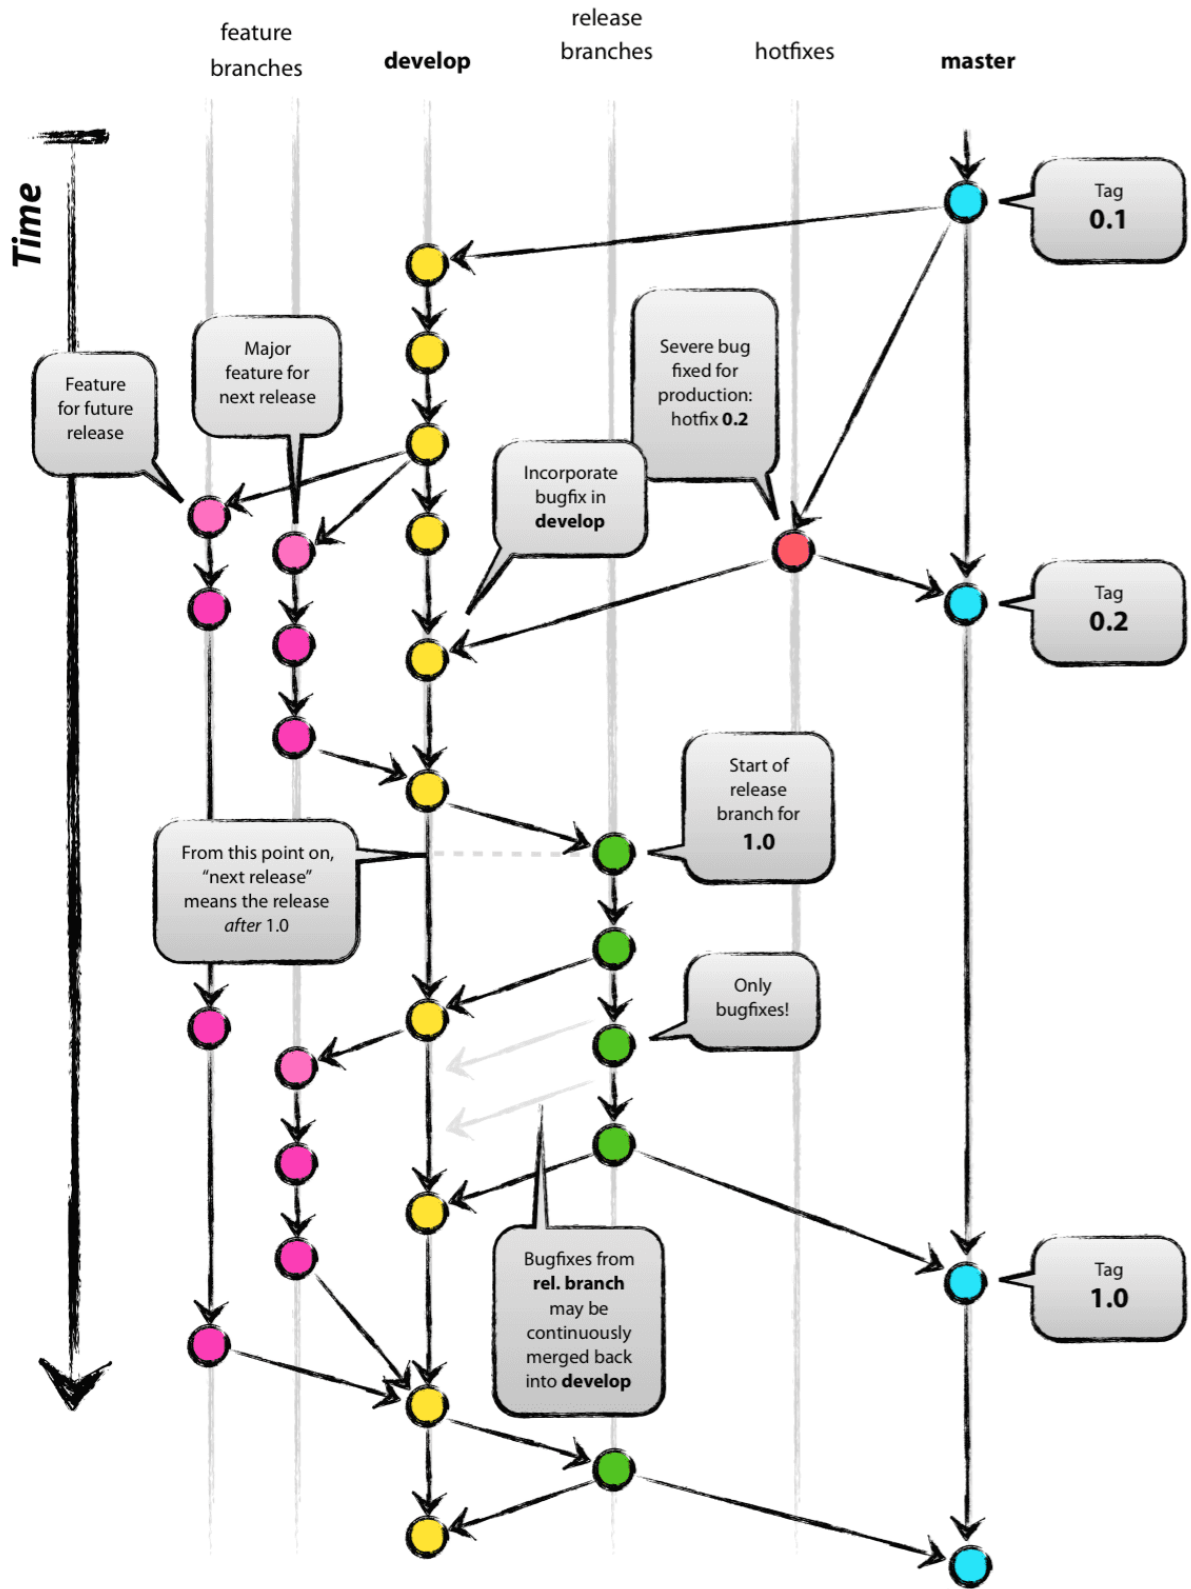 feature
branches
develop
release
branches
hotfixes
master
Time
Tag
0.1
Major
feature for
next release
Feature
for future
release
Severe bug
fixed for
production:
hotfix 0.2
Incorporate
bugfix in
develop
Tag
0.2
Start of
release
branch for
1.0
From this point on,
“next release”
means the release
after 1.0
Only
bugfixes!
Bugfixes from
rel. branch
may be
continuously
merged back
into develop
Tag
1.0